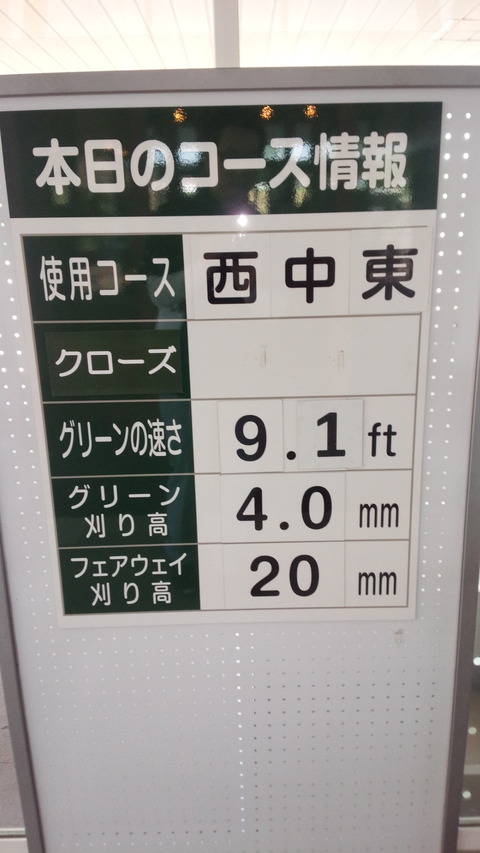 本日のコース情報
使用コース 西 中 東
クローズ
グリーンの速さ 9.1 ft
グリーン
刈り高 4.0 mm
フェアウェイ
刈り高 20 mm